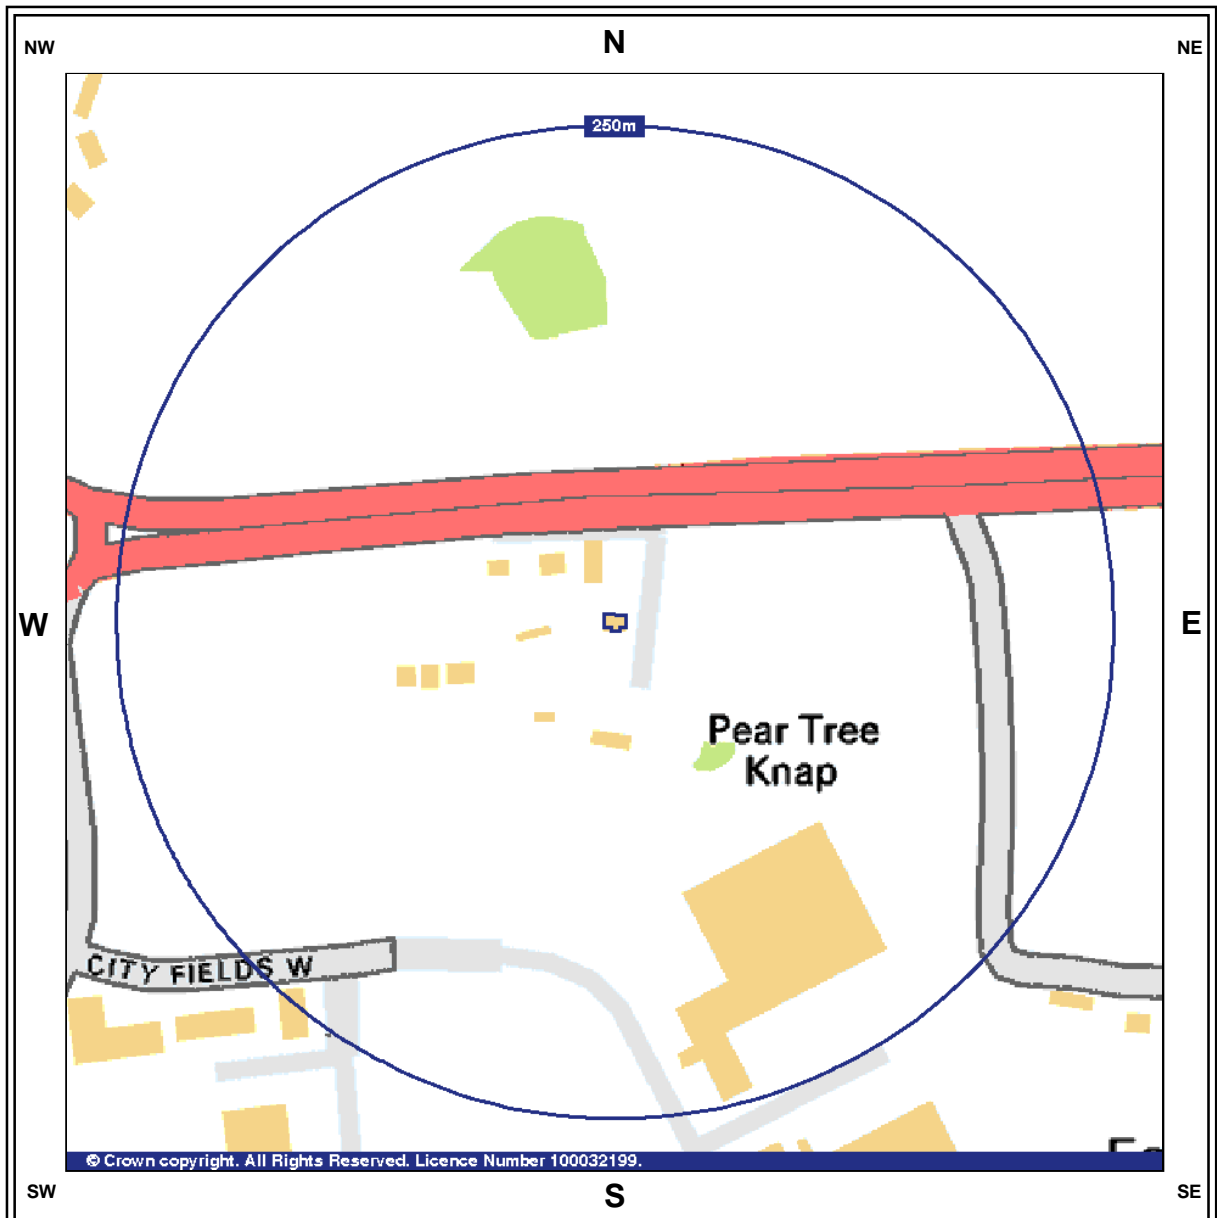 NW
N
NE
250m
W
E
Pear Tree
Knap
CITY FIELDS W
© Crown copyright. All Rights Reserved. Licence Number 100032199.
SW
S
SE